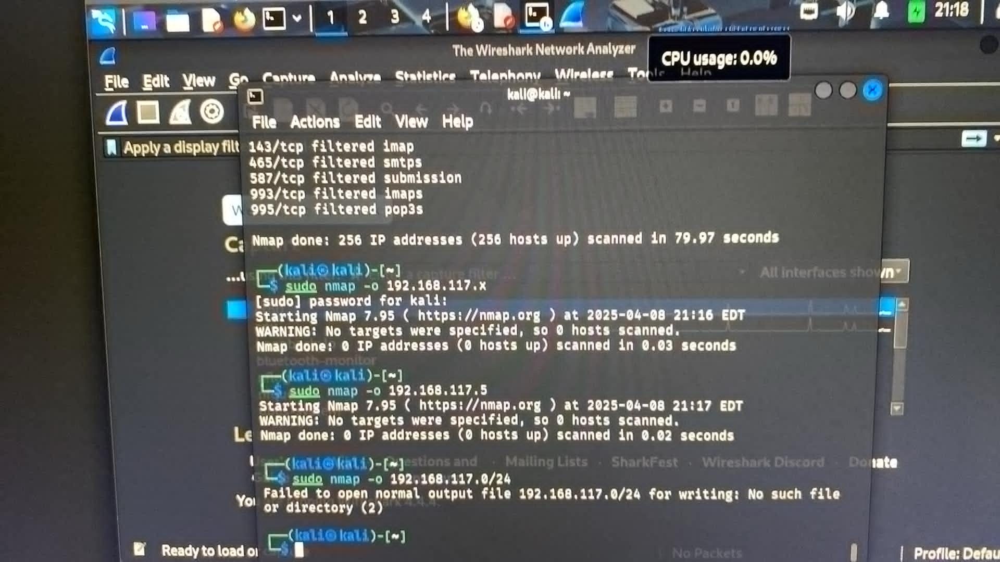 1 2 3 4 21:18
The Wireshark Network Analyzer
CPU usage: 0.0%
File Edit View Go Capture Analyze Statistics Telephony Wireless Tools Help
kali@kali: ~
File Actions Edit View Help
Apply a display filt
143/tcp filtered imap
465/tcp filtered smtps
587/tcp filtered submission
993/tcp filtered imaps
995/tcp filtered pop3s
Nmap done: 256 IP addresses (256 hosts up) scanned in 79.97 seconds
(kali㉿kali)-[~]
a capture filter ...
All interfaces shown
$ sudo nmap -o 192.168.117.x
[sudo] password for kali:
Starting Nmap 7.95 ( https://nmap.org ) at 2025-04-08 21:16 EDT
WARNING: No targets were specified, so 0 hosts scanned.
Nmap done: 0 IP addresses (0 hosts up) scanned in 0.03 seconds
bluetooth-monitor
(kali㉿kali)-[~]
$ sudo nmap -o 192.168.117.5
Starting Nmap 7.95 ( https://nmap.org ) at 2025-04-08 21:17 EDT
WARNING: No targets were specified, so 0 hosts scanned.
Nmap done: 0 IP addresses (0 hosts up) scanned in 0.02 seconds
(kali㉿kali)-[~]
estions and · Mailing Lists · SharkFest · Wireshark Discord · Donate
$ sudo nmap -o 192.168.117.0/24
Failed to open normal output file 192.168.117.0/24 for writing: No such file
You
or directory (2)
(kali㉿kali)-[~]
$
Ready to load or
No Packets
Profile: Defau